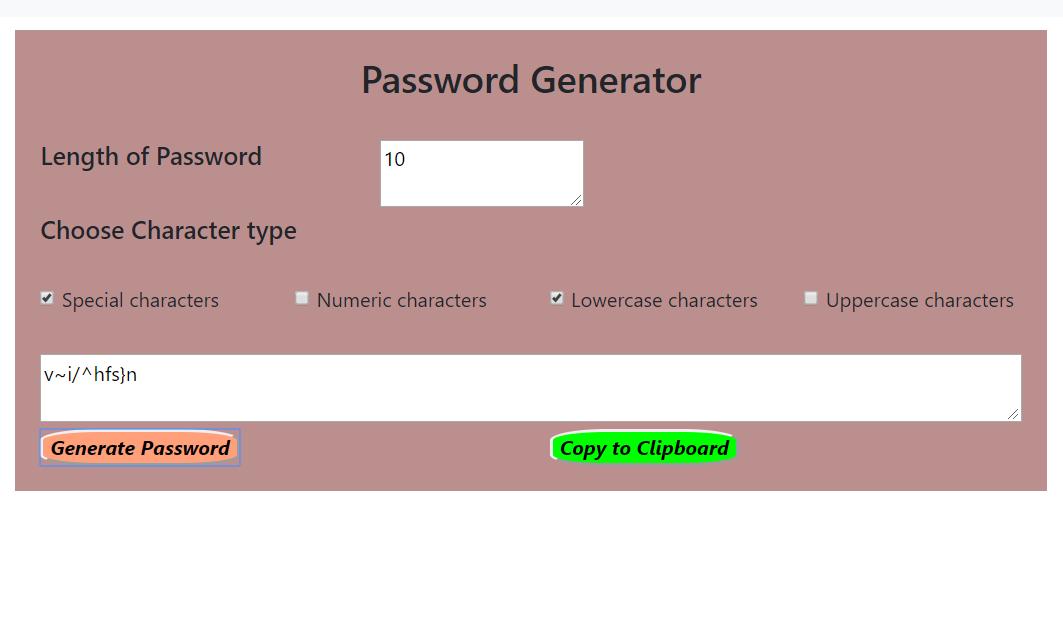 Password Generator
Length of Password
10
Choose Character type
Special characters Numeric characters Lowercase characters Uppercase characters
v~i/^hfs}n
Generate Password Copy to Clipboard